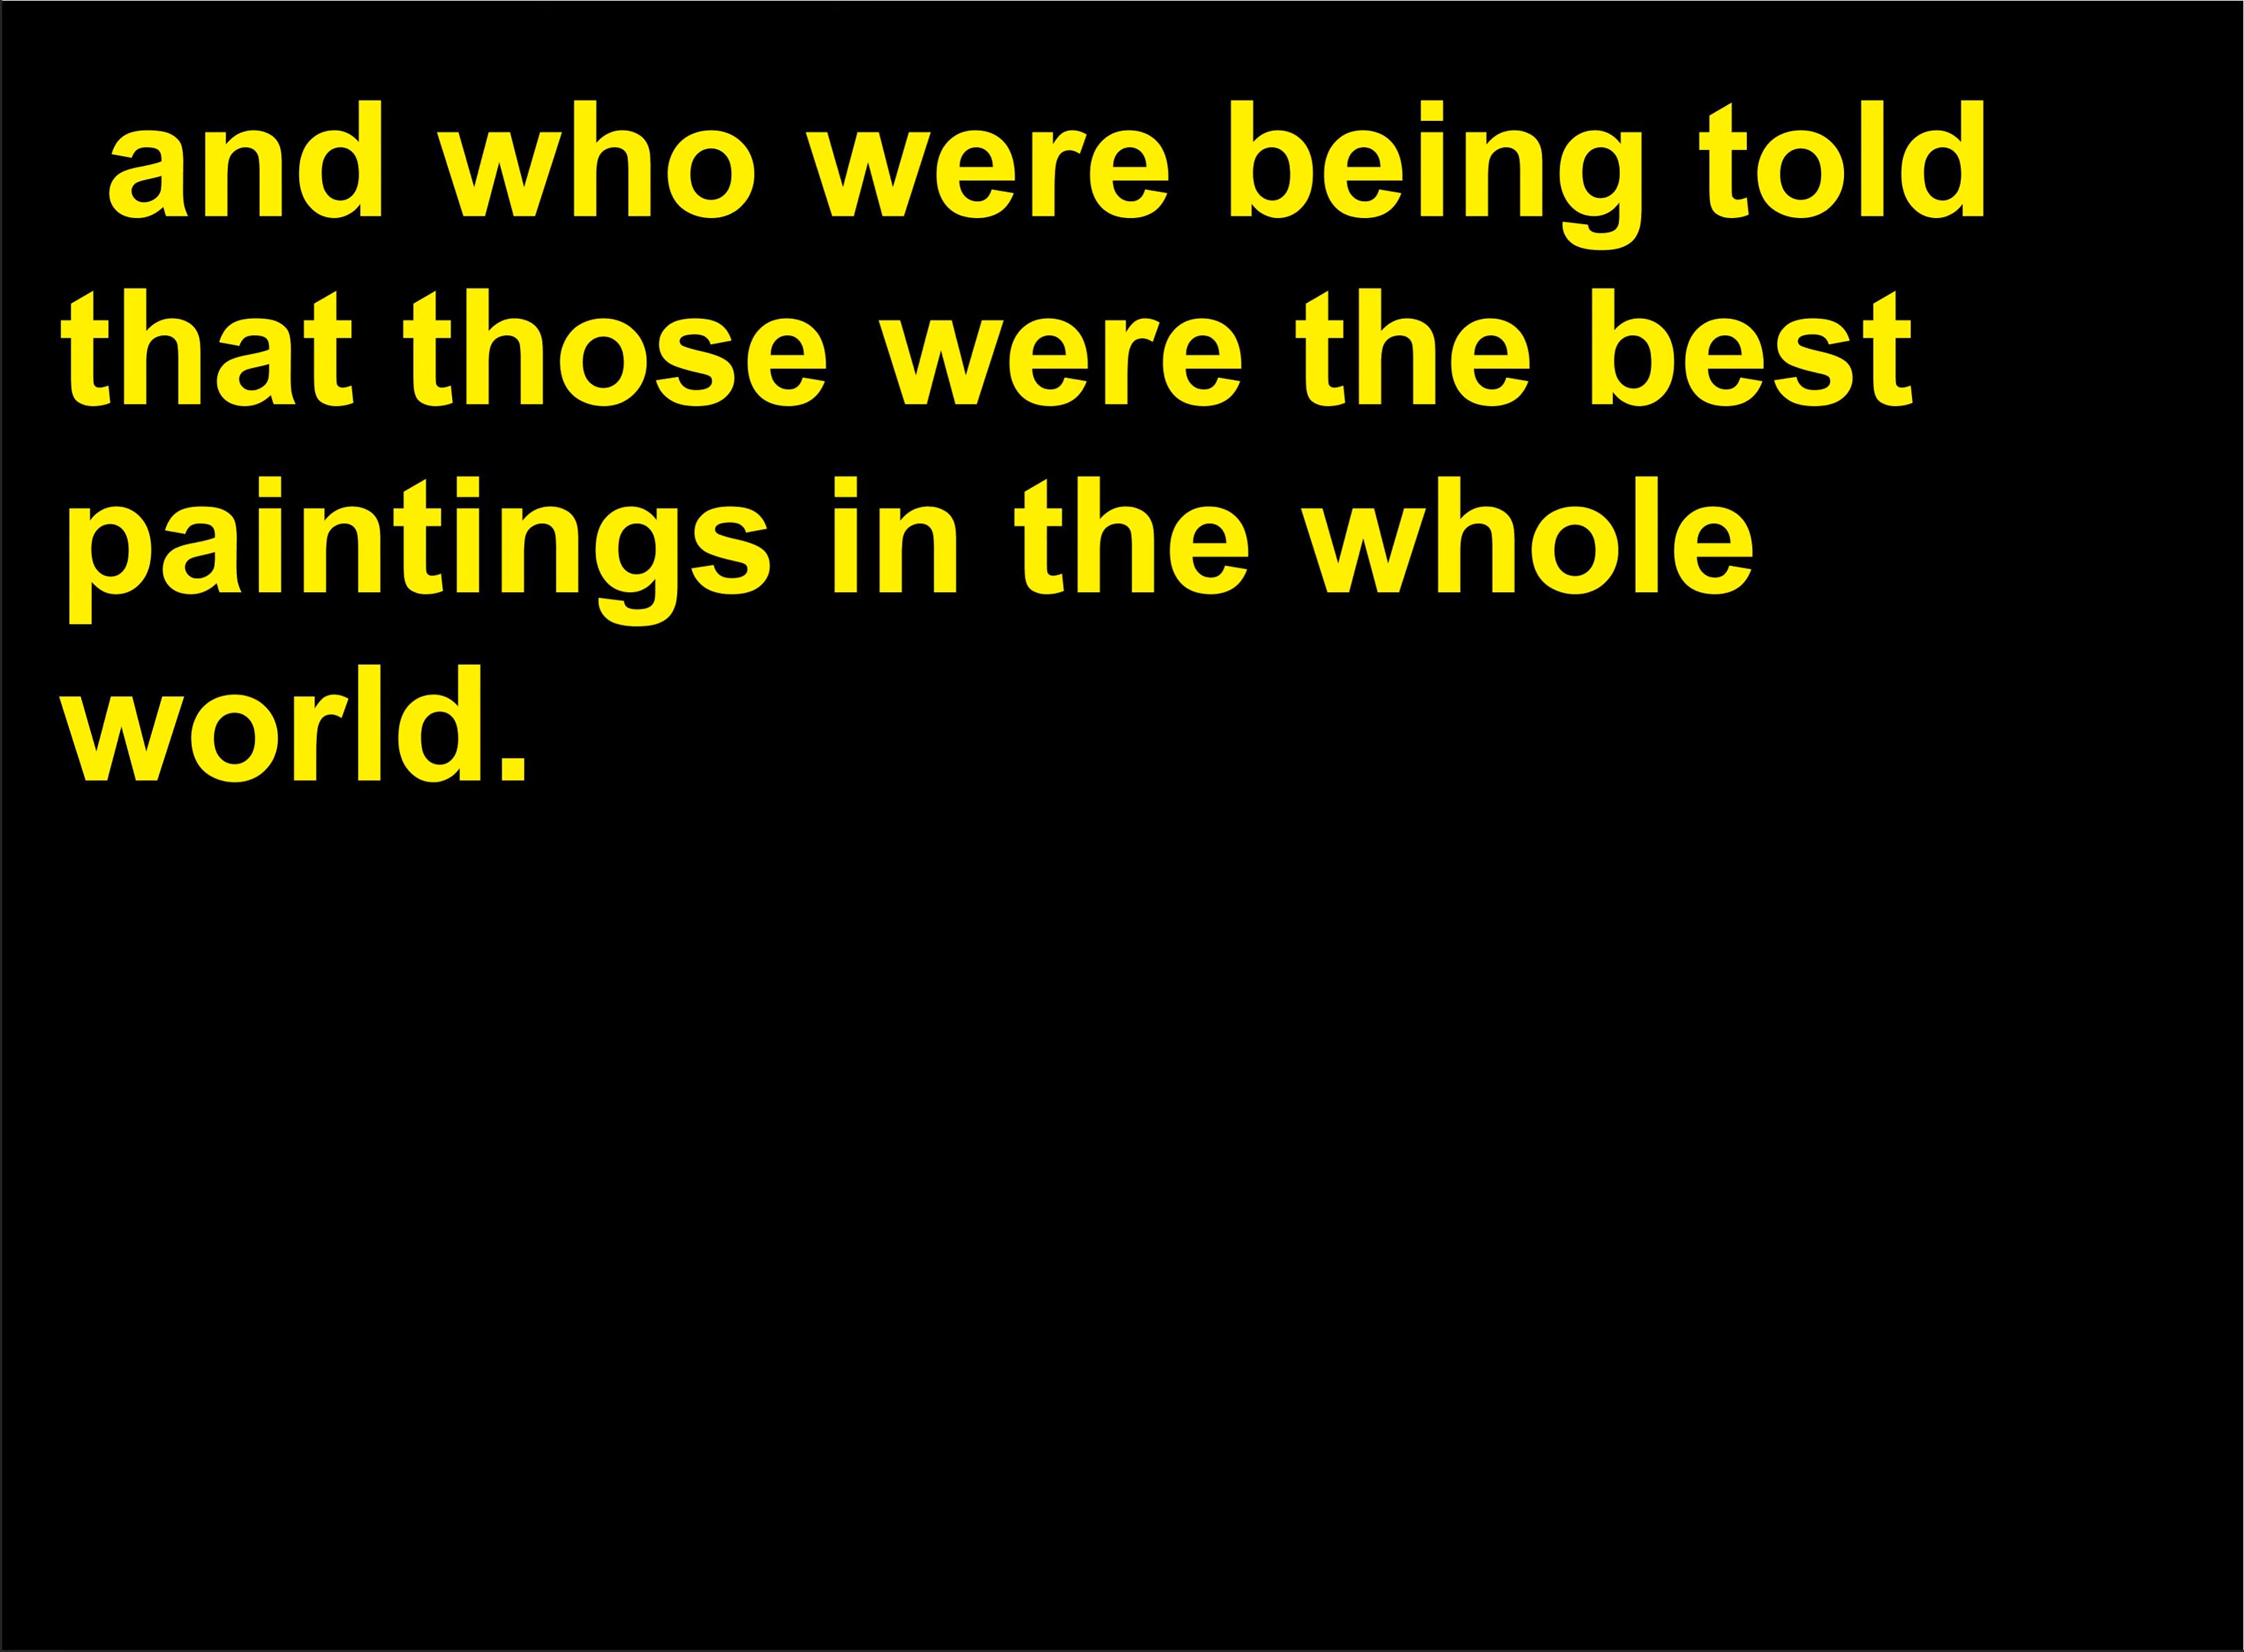 and who were being told
that those were the best
paintings in the whole
world.